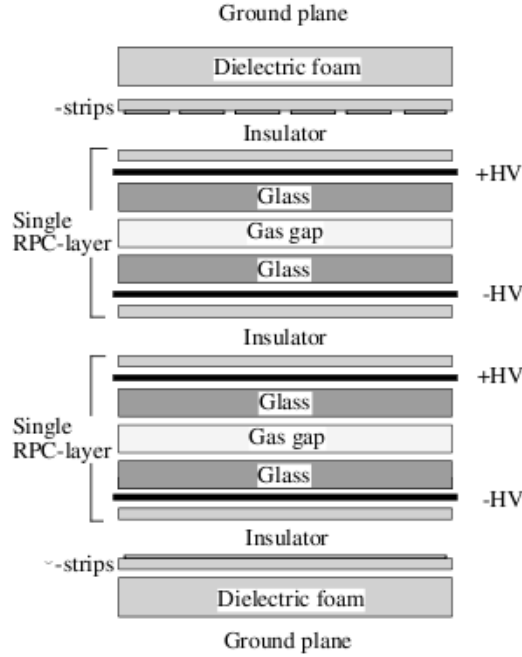 Ground plane
Dielectric foam
-strips
Insulator
+HV
Glass
Single
RPC-layer
Gas gap
Glass
-HV
Insulator
+HV
Glass
Single
RPC-layer
Gas gap
Glass
-HV
Insulator
-strips
Dielectric foam
Ground plane